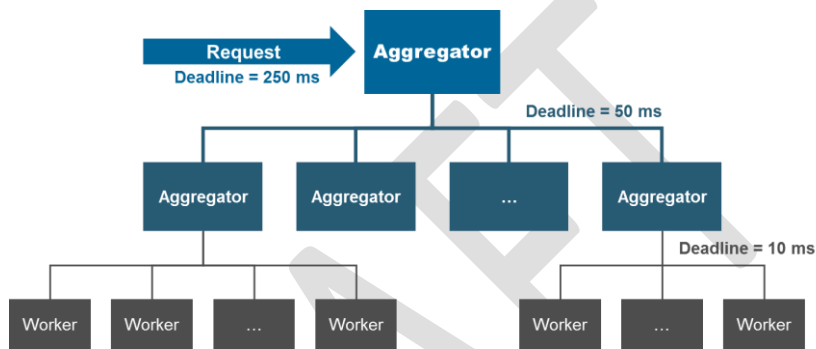 Request
Aggregator
Deadline = 250 ms
Deadline = 50 ms
Aggregator
Aggregator
...
Aggregator
Deadline = 10 ms
Worker
Worker
...
Worker
Worker
...
Worker